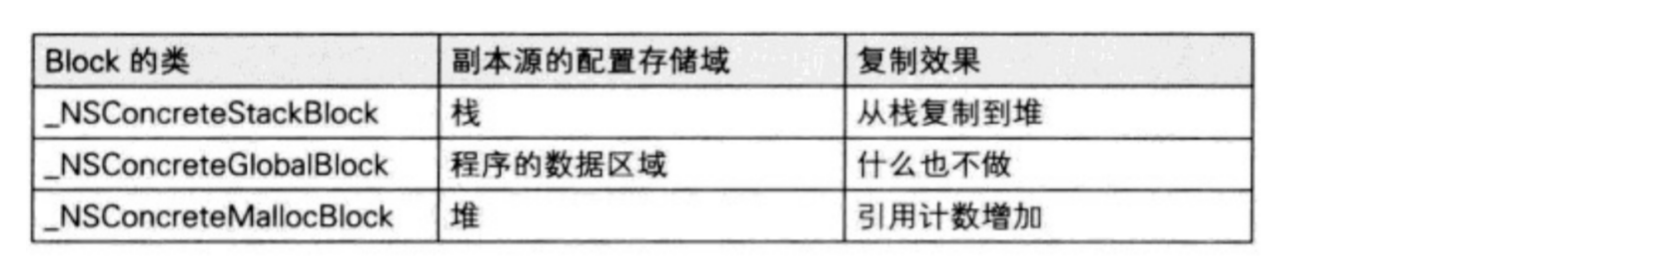 Block 的类 副本源的配置存储域 复制效果
_NSConcreteStackBlock 栈 从栈复制到堆
_NSConcreteGlobalBlock 程序的数据区域 什么也不做
_NSConcreteMallocBlock 堆 引用计数增加